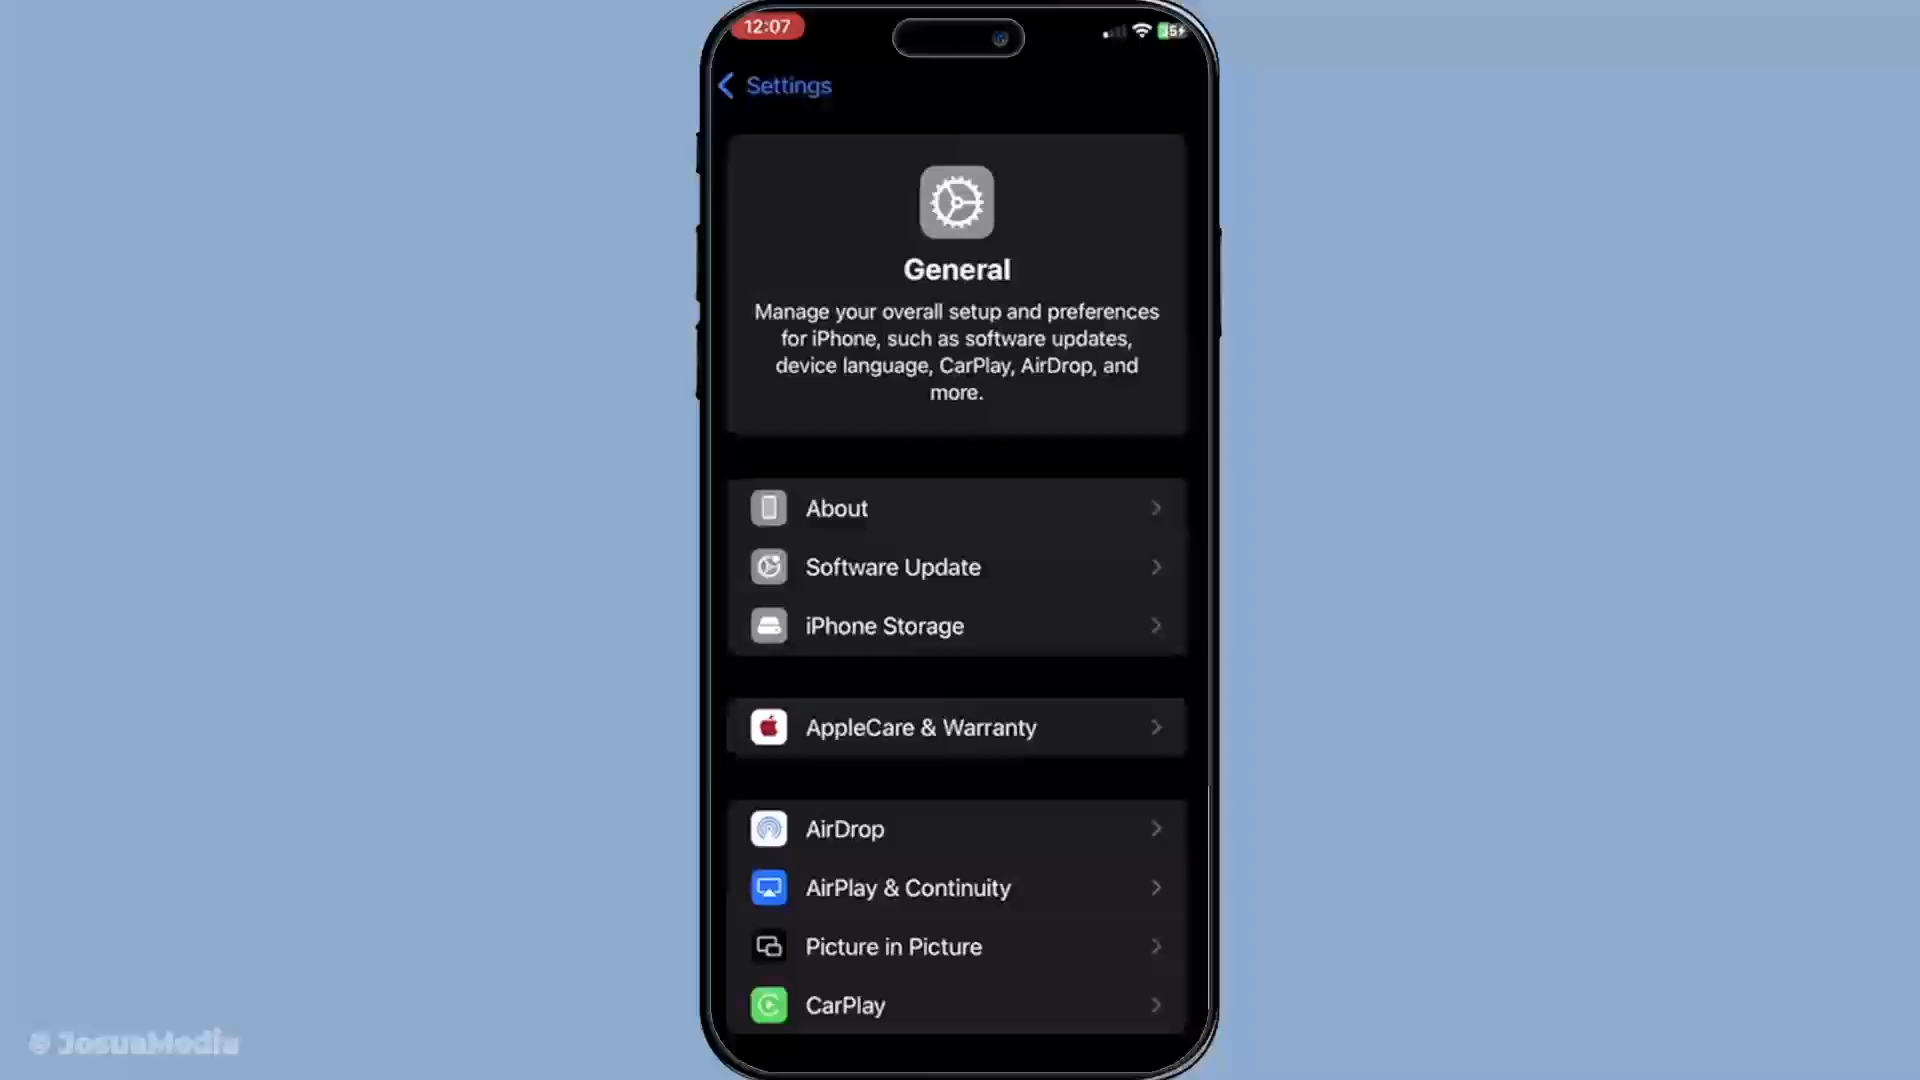 12:07
Settings
General
Manage your overall setup and preferences
for iPhone, such as software updates,
device language, CarPlay, AirDrop, and
more.
About
Software Update
iPhone Storage
AppleCare & Warranty
AirDrop
AirPlay & Continuity
Picture in Picture
CarPlay
© JosuaMedia